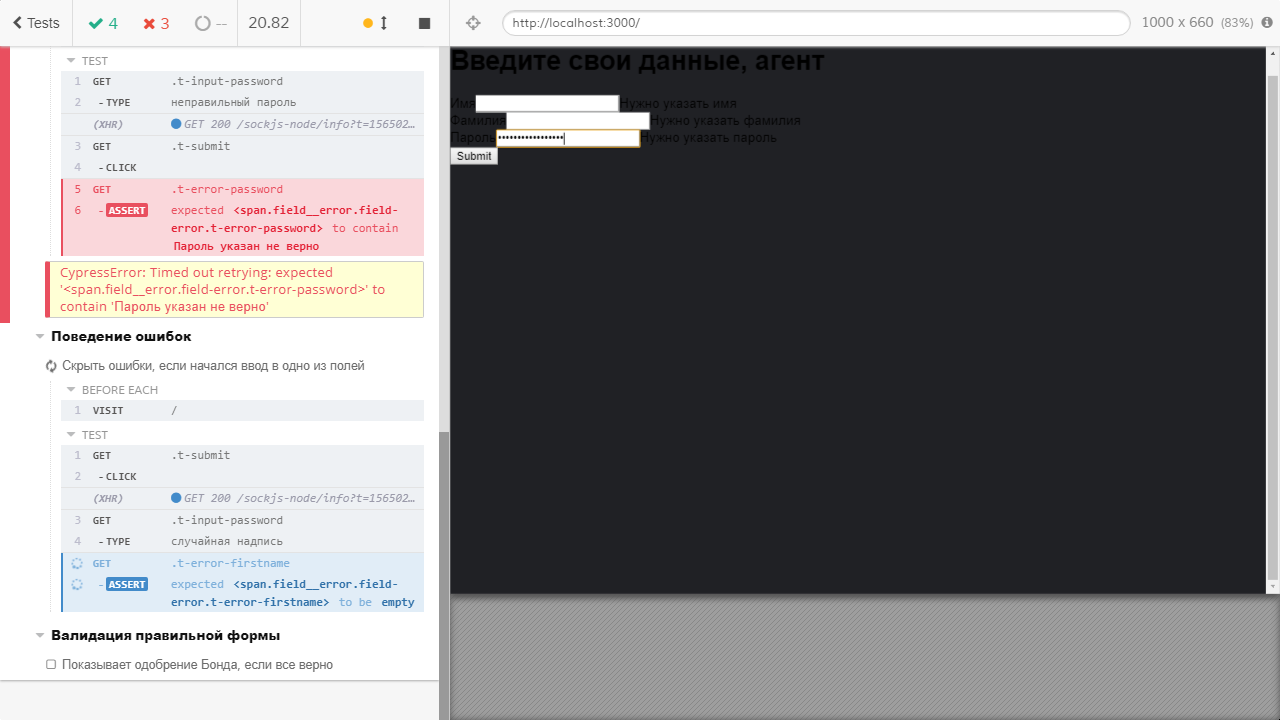 Tests
4
3
--
20.82
http://localhost:3000/
1000 x 660 (83%)
TEST
1 GET .t-input-password
2 -TYPE неправильный пароль
(XHR) GET 200 /sockjs-node/info?t=156502…
3 GET .t-submit
4 -CLICK
5 GET .t-error-password
6 -ASSERT expected <span.field__error.field-
error.t-error-password> to contain
Пароль указан не верно
CypressError: Timed out retrying: expected
'<span.field__error.field-error.t-error-password>' to
contain 'Пароль указан не верно'
Поведение ошибок
Скрыть ошибки, если начался ввод в одно из полей
BEFORE EACH
1 VISIT /
TEST
1 GET .t-submit
2 -CLICK
(XHR) GET 200 /sockjs-node/info?t=156502…
3 GET .t-input-password
4 -TYPE случайная надпись
GET .t-error-firstname
-ASSERT expected <span.field__error.field-
error.t-error-firstname> to be empty
Валидация правильной формы
Показывает одобрение Бонда, если все верно
Введите свои данные, агент
Имя Нужно указать имя
Фамилия Нужно указать фамилия
Пароль ••••••••••••••••• Нужно указать пароль
Submit